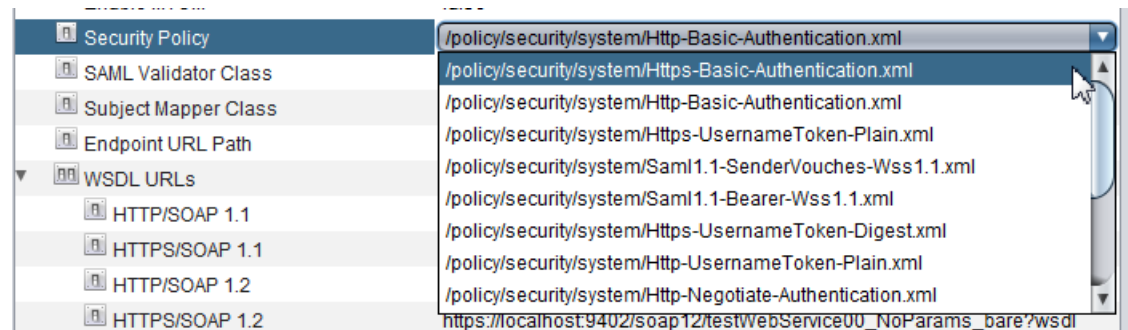 Security Policy
/policy/security/system/Http-Basic-Authentication.xml
SAML Validator Class
/policy/security/system/Https-Basic-Authentication.xml
Subject Mapper Class
/policy/security/system/Http-Basic-Authentication.xml
Endpoint URL Path
/policy/security/system/Https-UsernameToken-Plain.xml
WSDL URLs
/policy/security/system/Saml1.1-SenderVouches-Wss1.1.xml
HTTP/SOAP 1.1
/policy/security/system/Saml1.1-Bearer-Wss1.1.xml
HTTPS/SOAP 1.1
/policy/security/system/Https-UsernameToken-Digest.xml
HTTP/SOAP 1.2
/policy/security/system/Http-UsernameToken-Plain.xml
/policy/security/system/Http-Negotiate-Authentication.xml
HTTPS/SOAP 1.2
https://localhost:9402/soap12/testWebService00_NoParams_bare?wsdl